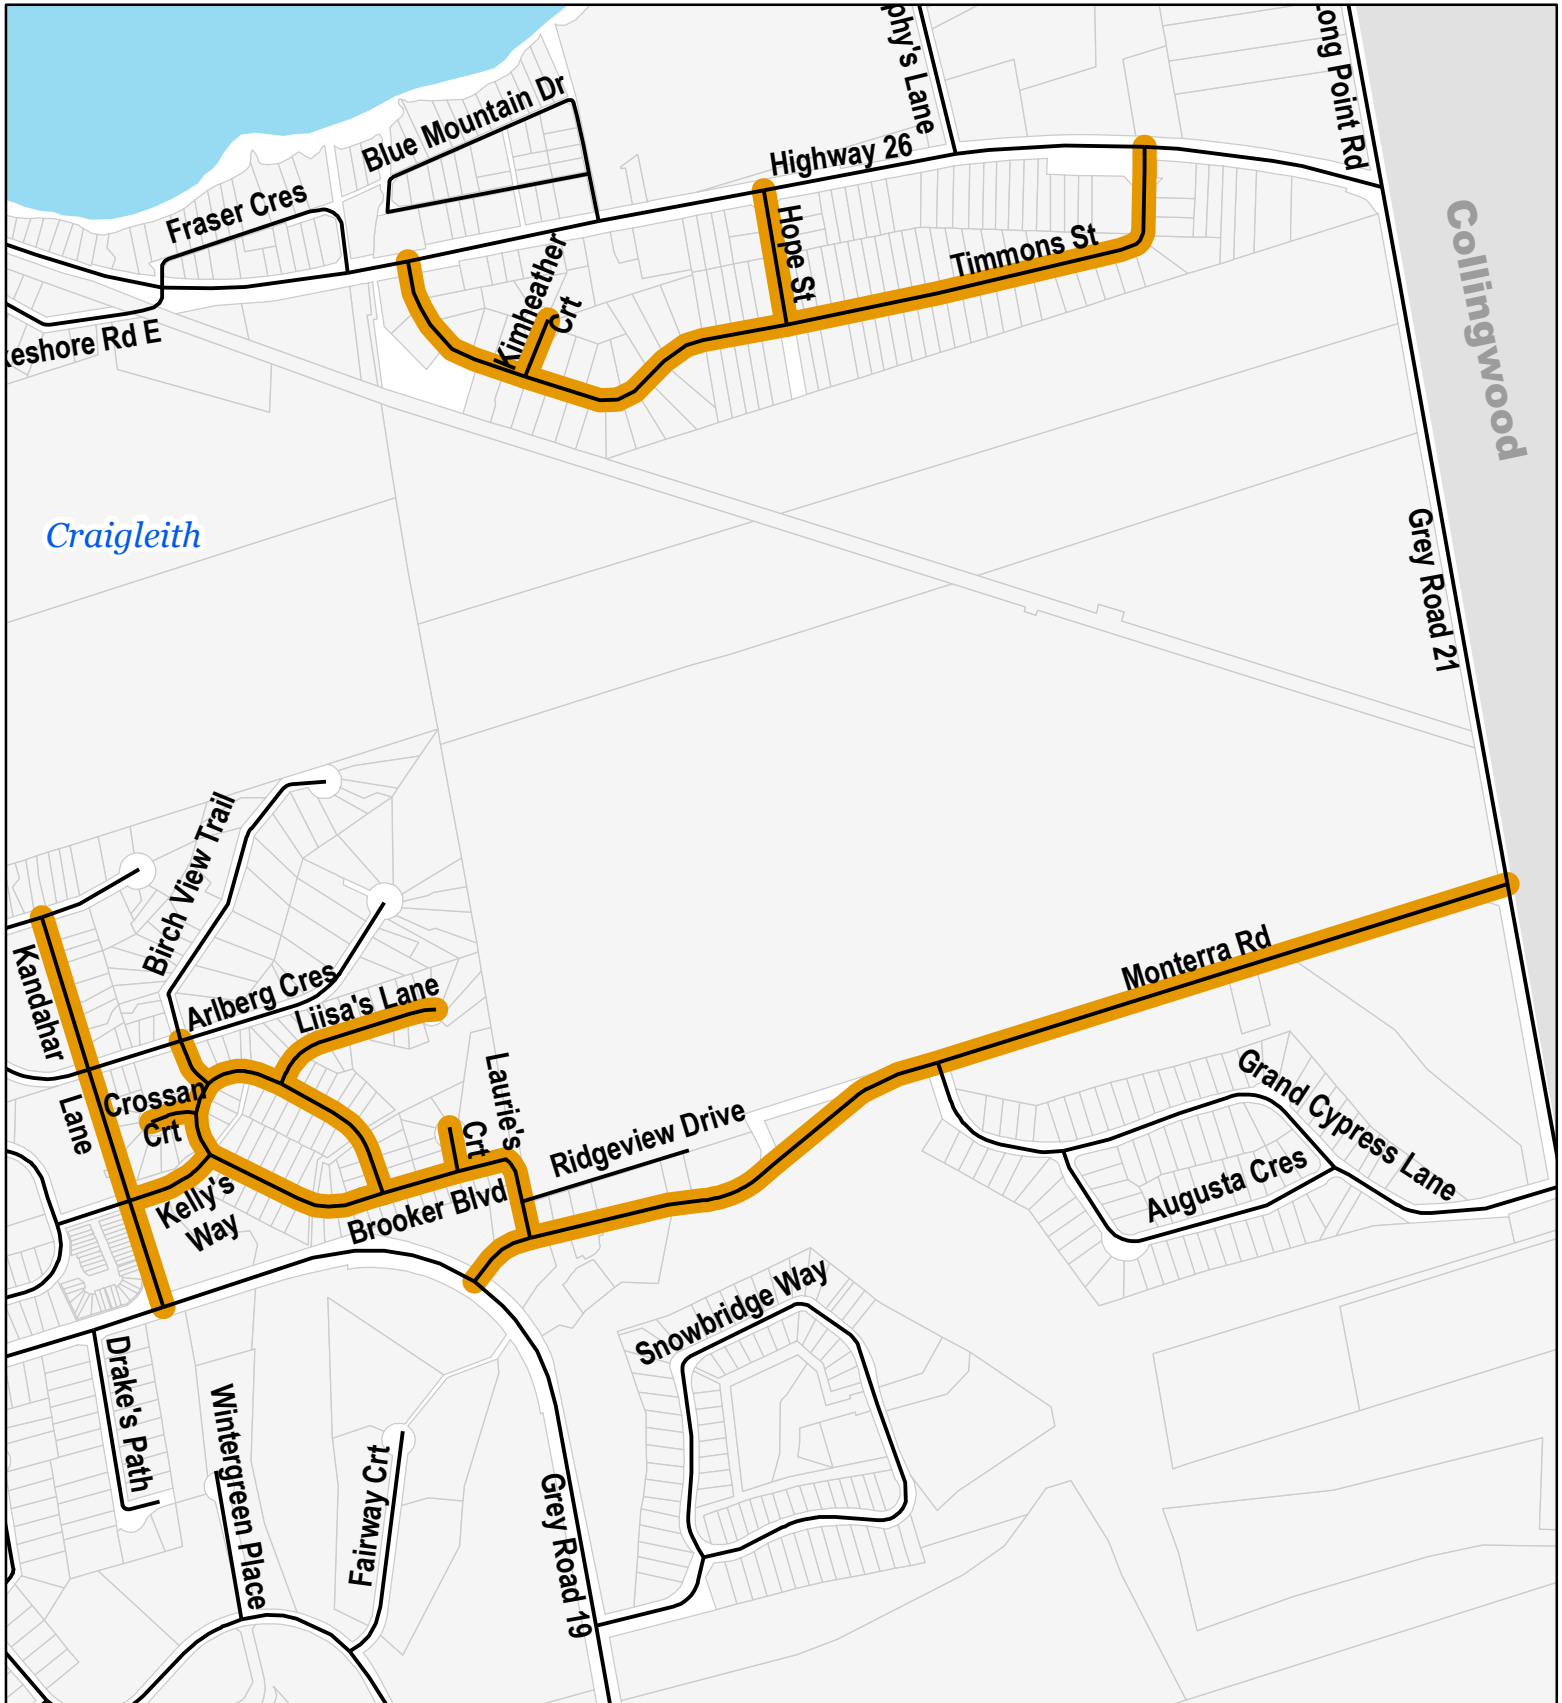 phy's Lane
ong Point Rd
Blue Mountain Dr
Highway 26
Fraser Cres
Collingwood
Hope St
Timmons St
Kimheather
Crt
keshore Rd E
Craigleith
Grey Road 21
Birch View Trail
Monterra Rd
Kandahar
Lane
Arlberg Cres
Liisa's Lane
Laurie's
Crt
Crossan
Crt
Ridgeview Drive
Grand Cypress Lane
Augusta Cres
Kelly's
Way
Brooker Blvd
Snowbridge Way
Drake's Path
Wintergreen Place
Fairway Crt
Grey Road 19